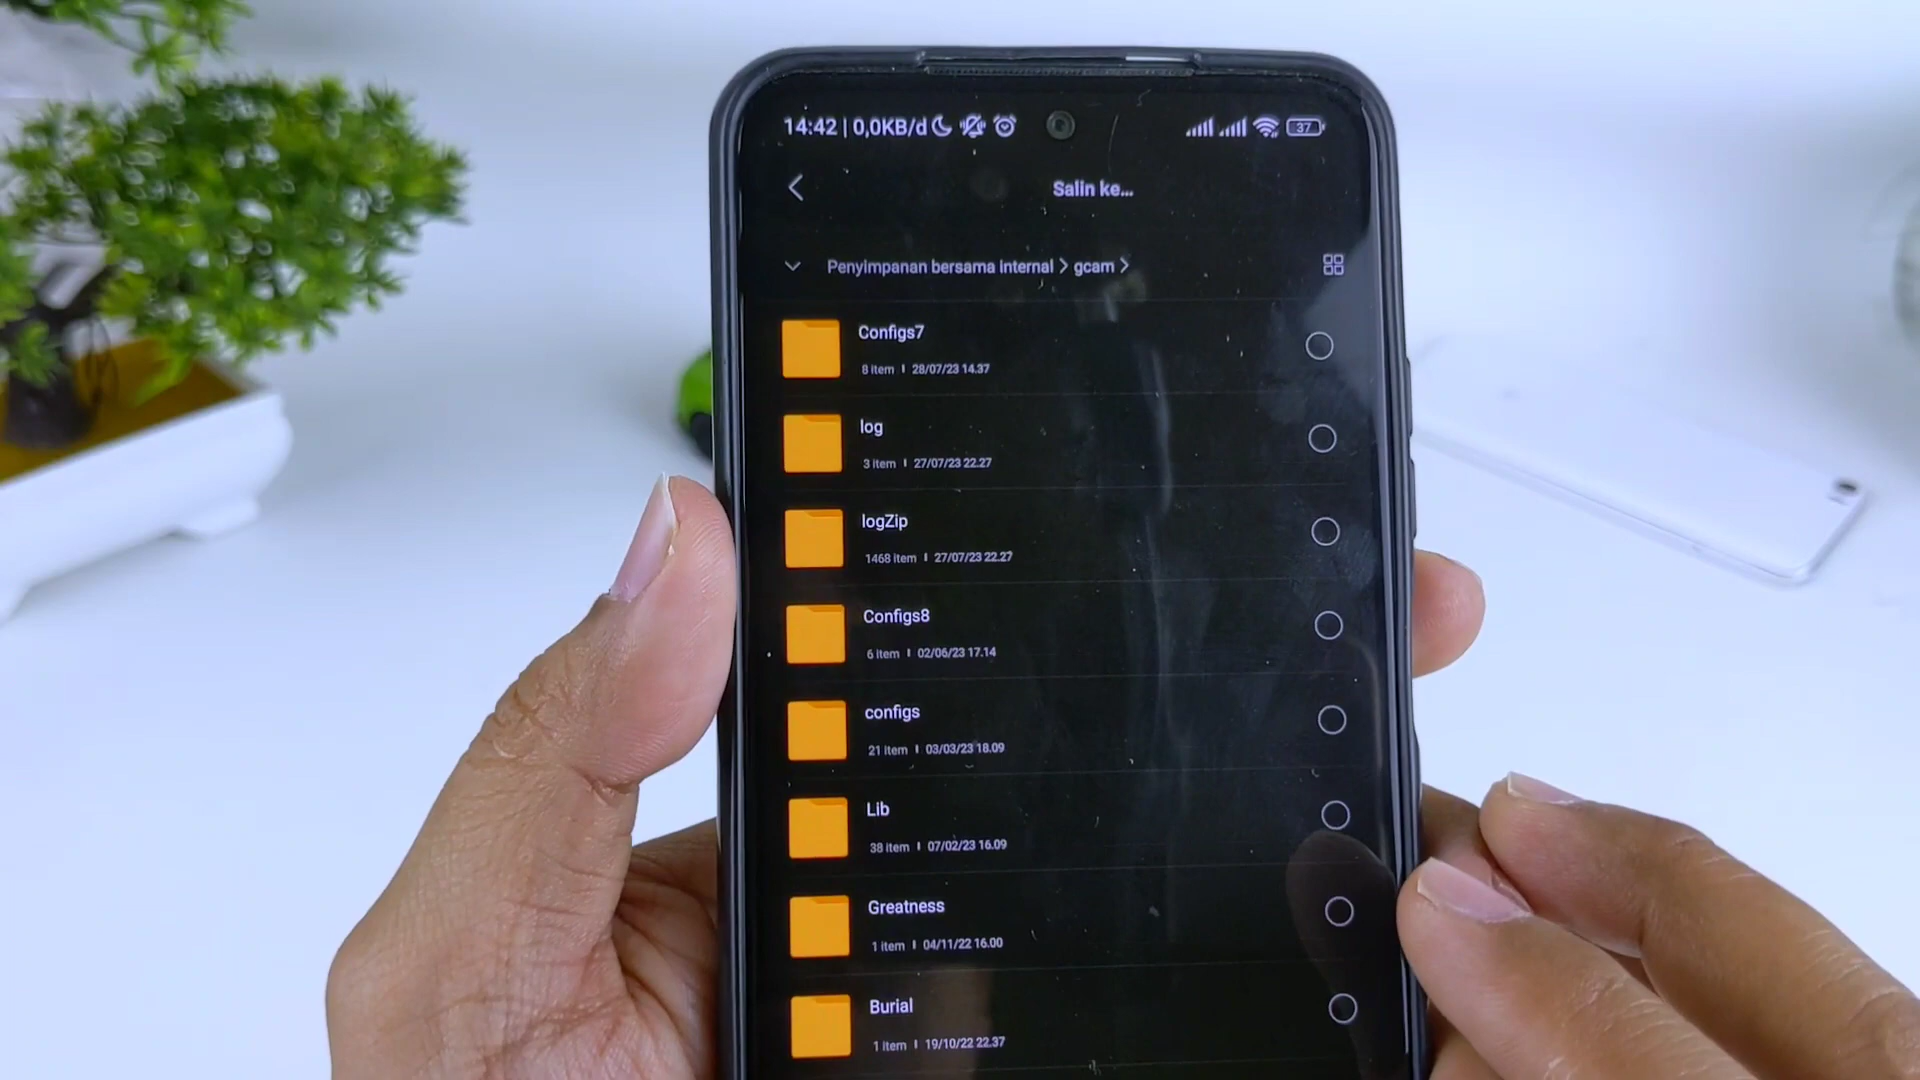 14:42 | 0,0KB/d 37
Salin ke...
Penyimpanan bersama internal > gcam >
Configs7
8 item | 28/07/23 14.37
log
3 item | 27/07/23 22.27
logZip
1468 item | 27/07/23 22.27
Configs8
6 item | 02/06/23 17.14
configs
21 item | 03/03/23 18.09
Lib
38 item | 07/02/23 16.09
Greatness
1 item | 04/11/22 16.00
Burial
1 item | 19/10/22 22.37